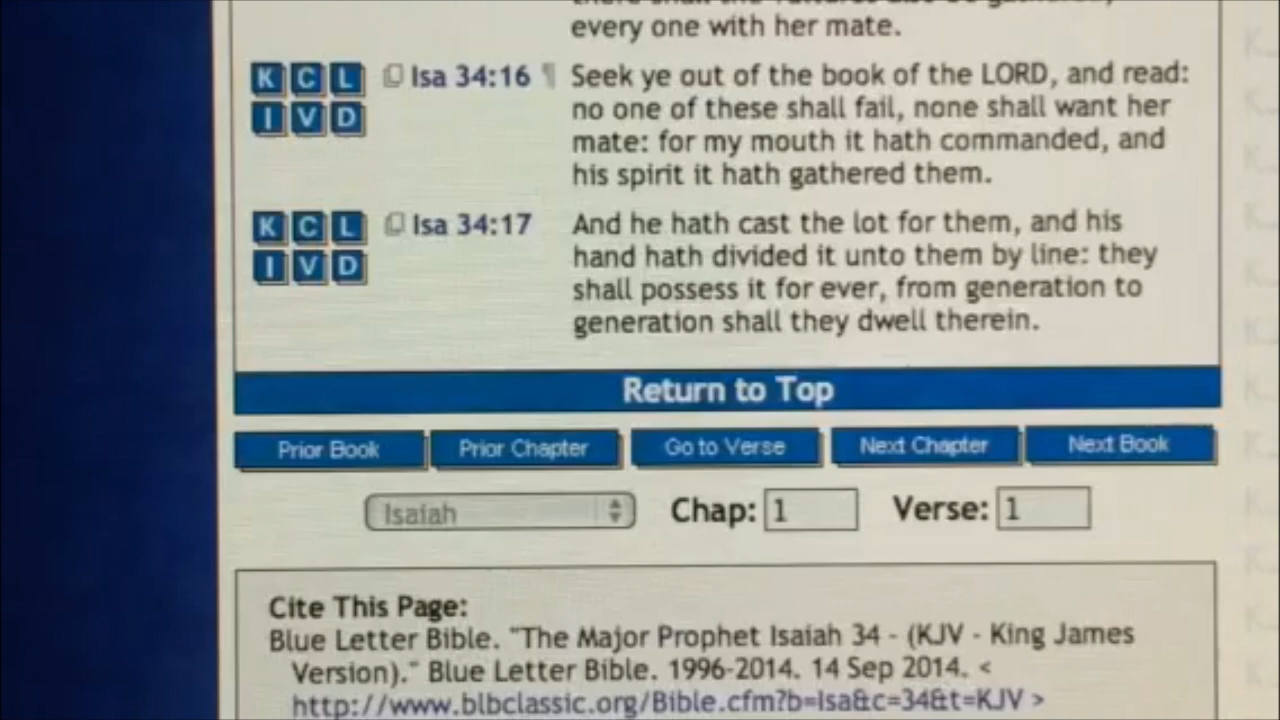 every one with her mate.
K C L Isa 34:16 ¶ Seek ye out of the book of the LORD, and read:
no one of these shall fail, none shall want her
I V D mate: for my mouth it hath commanded, and
his spirit it hath gathered them.
K C L Isa 34:17 And he hath cast the lot for them, and his
I V D hand hath divided it unto them by line: they
shall possess it for ever, from generation to
generation shall they dwell therein.
Return to Top
Prior Book Prior Chapter Go to Verse Next Chapter Next Book
Isaiah Chap: 1 Verse: 1
Cite This Page:
Blue Letter Bible. "The Major Prophet Isaiah 34 - (KJV - King James
Version)." Blue Letter Bible. 1996-2014. 14 Sep 2014. <
http://www.blbclassic.org/Bible.cfm?b=Isa&c=34&t=KJV >